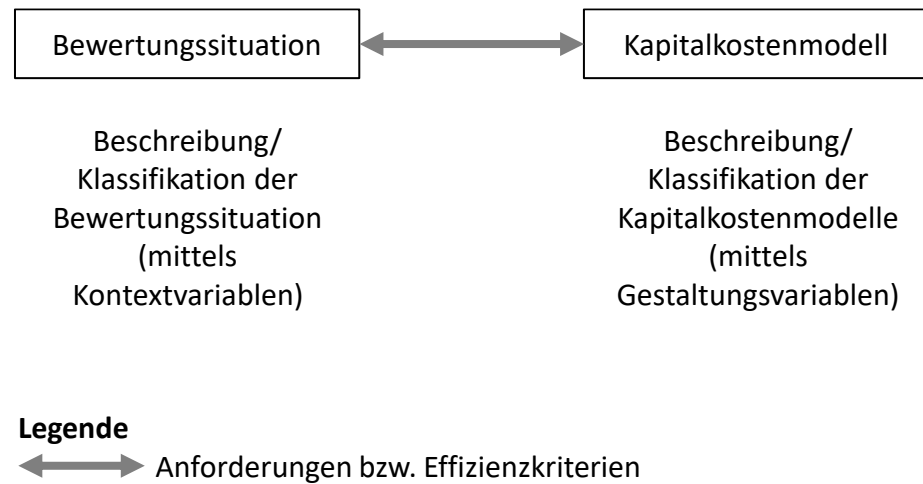 Bewertungssituation
Kapitalkostenmodell
Beschreibung/
Klassifikation der
Bewertungssituation
(mittels
Kontextvariablen)
Beschreibung/
Klassifikation der
Kapitalkostenmodelle
(mittels
Gestaltungsvariablen)
Legende
Anforderungen bzw. Effizienzkriterien